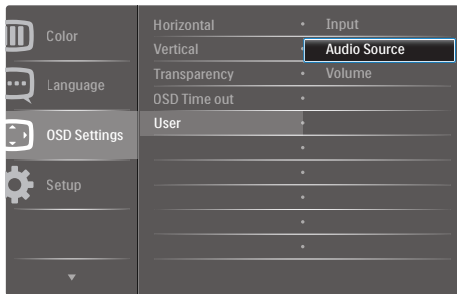 Color
Language
OSD Settings
Setup
Horizontal
Vertical
Transparency
OSD Time out
User
Input
Audio Source
Volume